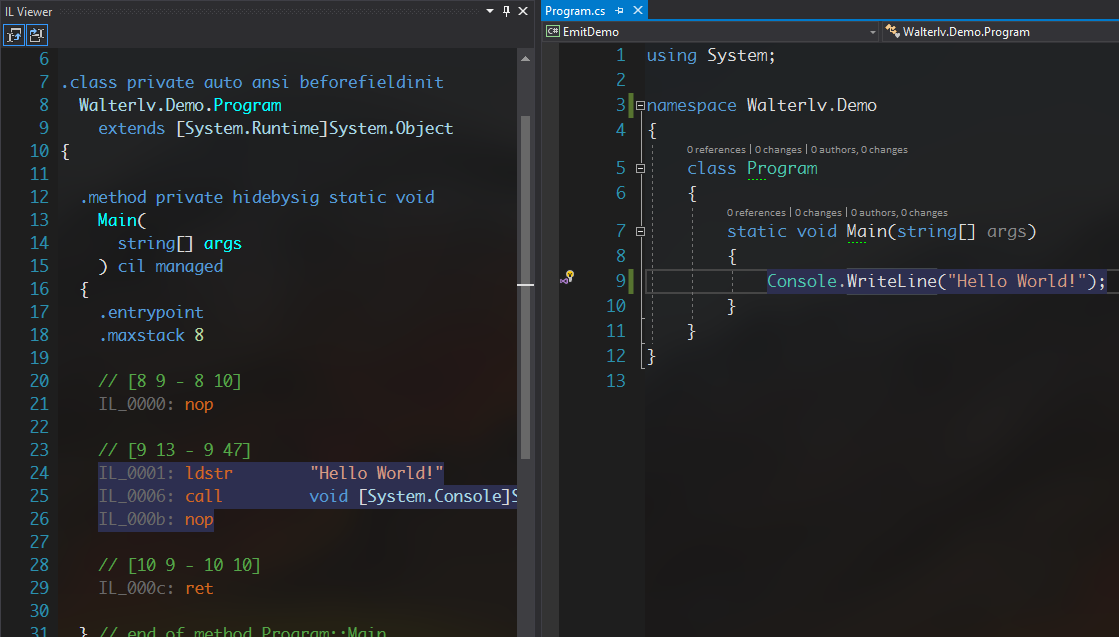 IL Viewer
6
7 .class private auto ansi beforefieldinit
8 Walterlv.Demo.Program
9 extends [System.Runtime]System.Object
10 {
11
12 .method private hidebysig static void
13 Main(
14 string[] args
15 ) cil managed
16 {
17 .entrypoint
18 .maxstack 8
19
20 // [8 9 - 8 10]
21 IL_0000: nop
22
23 // [9 13 - 9 47]
24 IL_0001: ldstr "Hello World!"
25 IL_0006: call void [System.Console]S
26 IL_000b: nop
27
28 // [10 9 - 10 10]
29 IL_000c: ret
30
31 } // end of method Program::Main
Program.cs
C# EmitDemo
Walterlv.Demo.Program
1 using System;
2
3 namespace Walterlv.Demo
4 {
0 references | 0 changes | 0 authors, 0 changes
5 class Program
6 {
0 references | 0 changes | 0 authors, 0 changes
7 static void Main(string[] args)
8 {
9 Console.WriteLine("Hello World!");
10 }
11 }
12 }
13